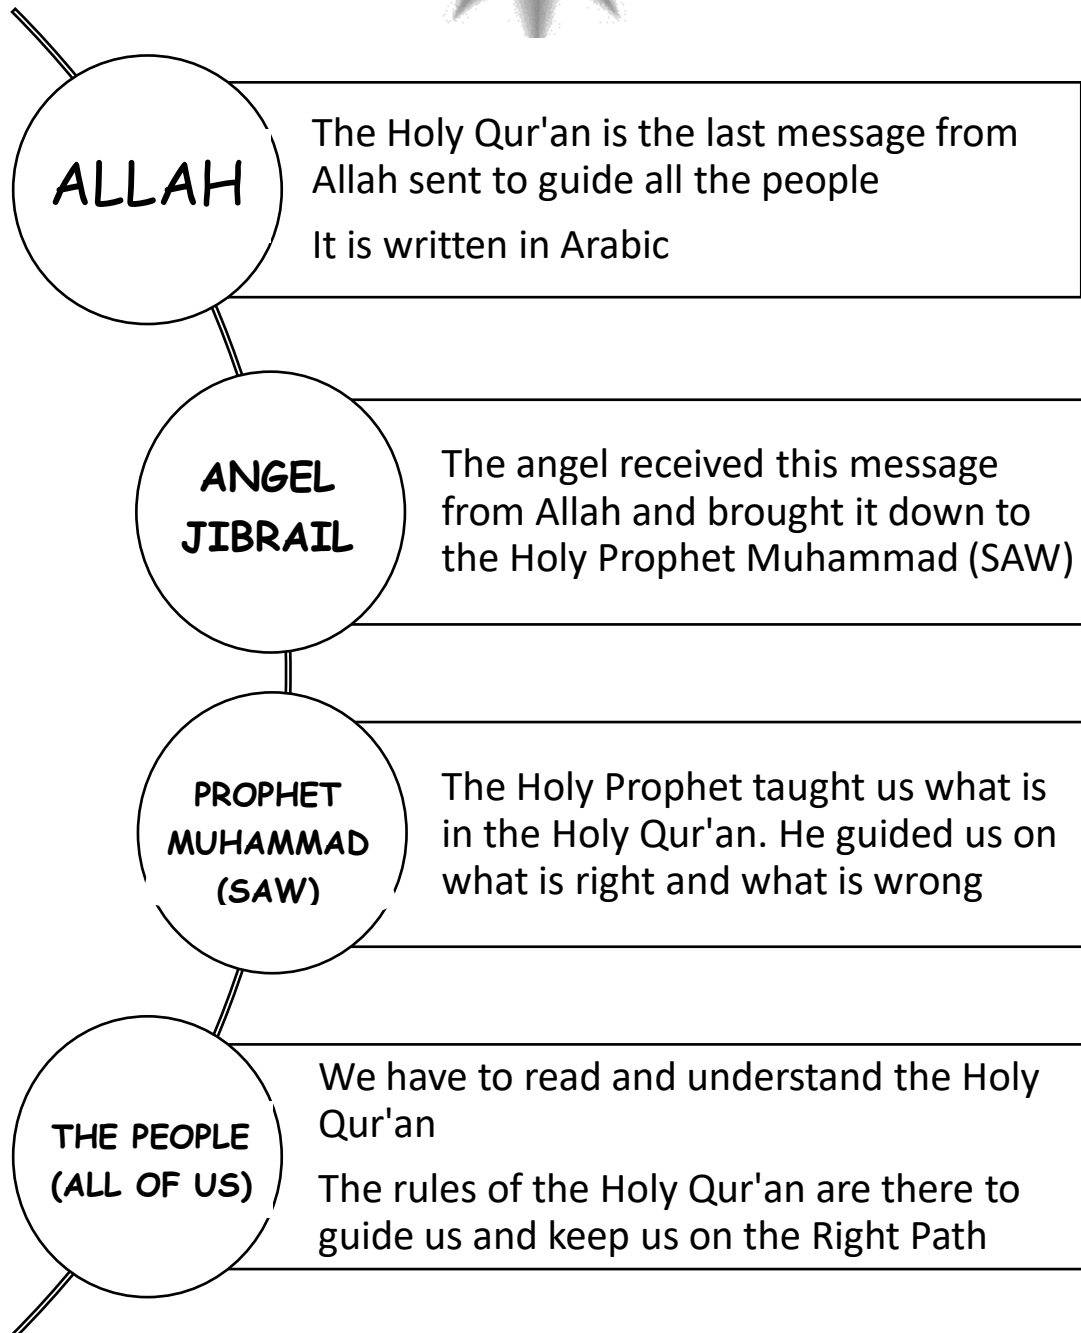 ALLAH
The Holy Qur'an is the last message from
Allah sent to guide all the people
It is written in Arabic
ANGEL
JIBRAIL
The angel received this message
from Allah and brought it down to
the Holy Prophet Muhammad (SAW)
PROPHET
MUHAMMAD
(SAW)
The Holy Prophet taught us what is
in the Holy Qur'an. He guided us on
what is right and what is wrong
THE PEOPLE
(ALL OF US)
We have to read and understand the Holy
Qur'an
The rules of the Holy Qur'an are there to
guide us and keep us on the Right Path